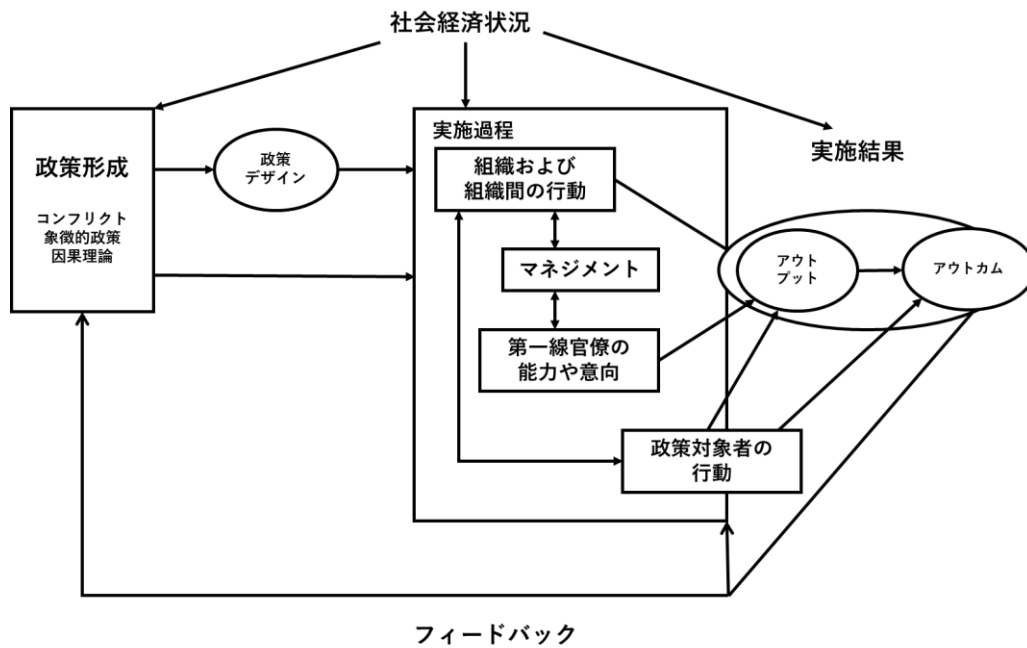 社会経済状況
政策形成
コンフリクト
象徴的政策
因果理論
政策
デザイン
実施過程
組織および
組織間の行動
マネジメント
第一線官僚の
能力や意向
政策対象者の
行動
実施結果
アウト
プット
アウトカム
フィードバック